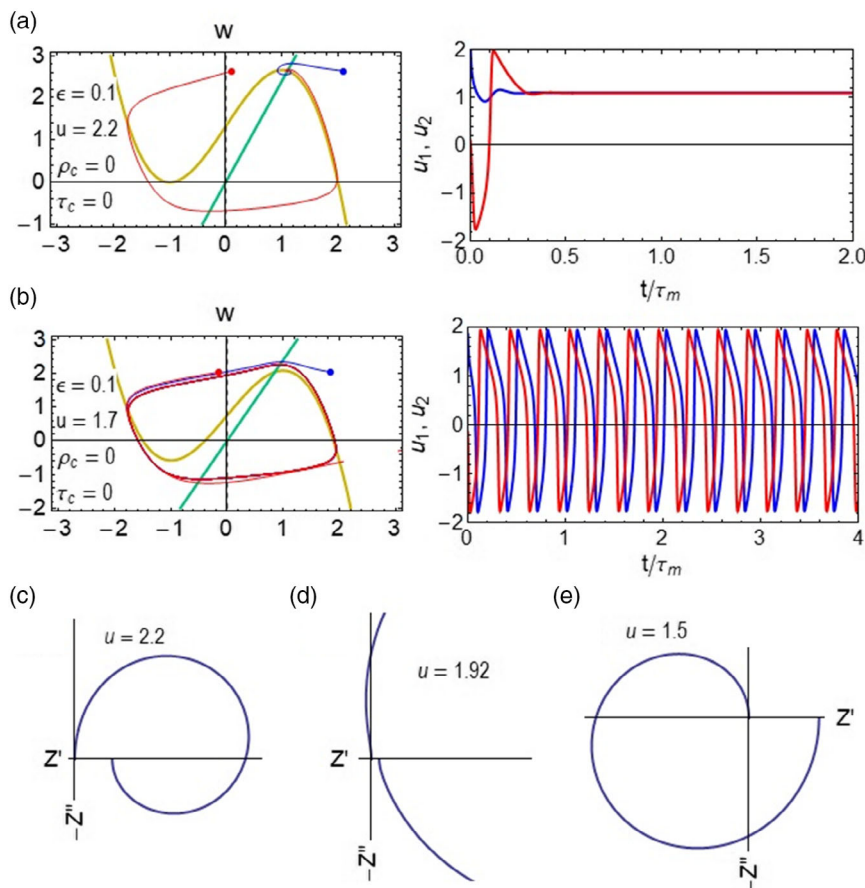 (a)
w
3
2
1
0
−1
ϵ = 0.1
u = 2.2
ρc = 0
τc = 0
−3 −2 −1 0 1 2 3
u1, u2
2
1
0
−1
−2
0.0 0.5 1.0 1.5 2.0
t/τm
(b)
w
3
2
1
0
−1
−2
ϵ = 0.1
u = 1.7
ρc = 0
τc = 0
−3 −2 −1 0 1 2 3
u1, u2
2
1
0
−1
−2
0 1 2 3 4
t/τm
(c)
u = 2.2
Z'
−Z''
(d)
u = 1.92
Z'
−Z''
(e)
u = 1.5
Z'
−Z''